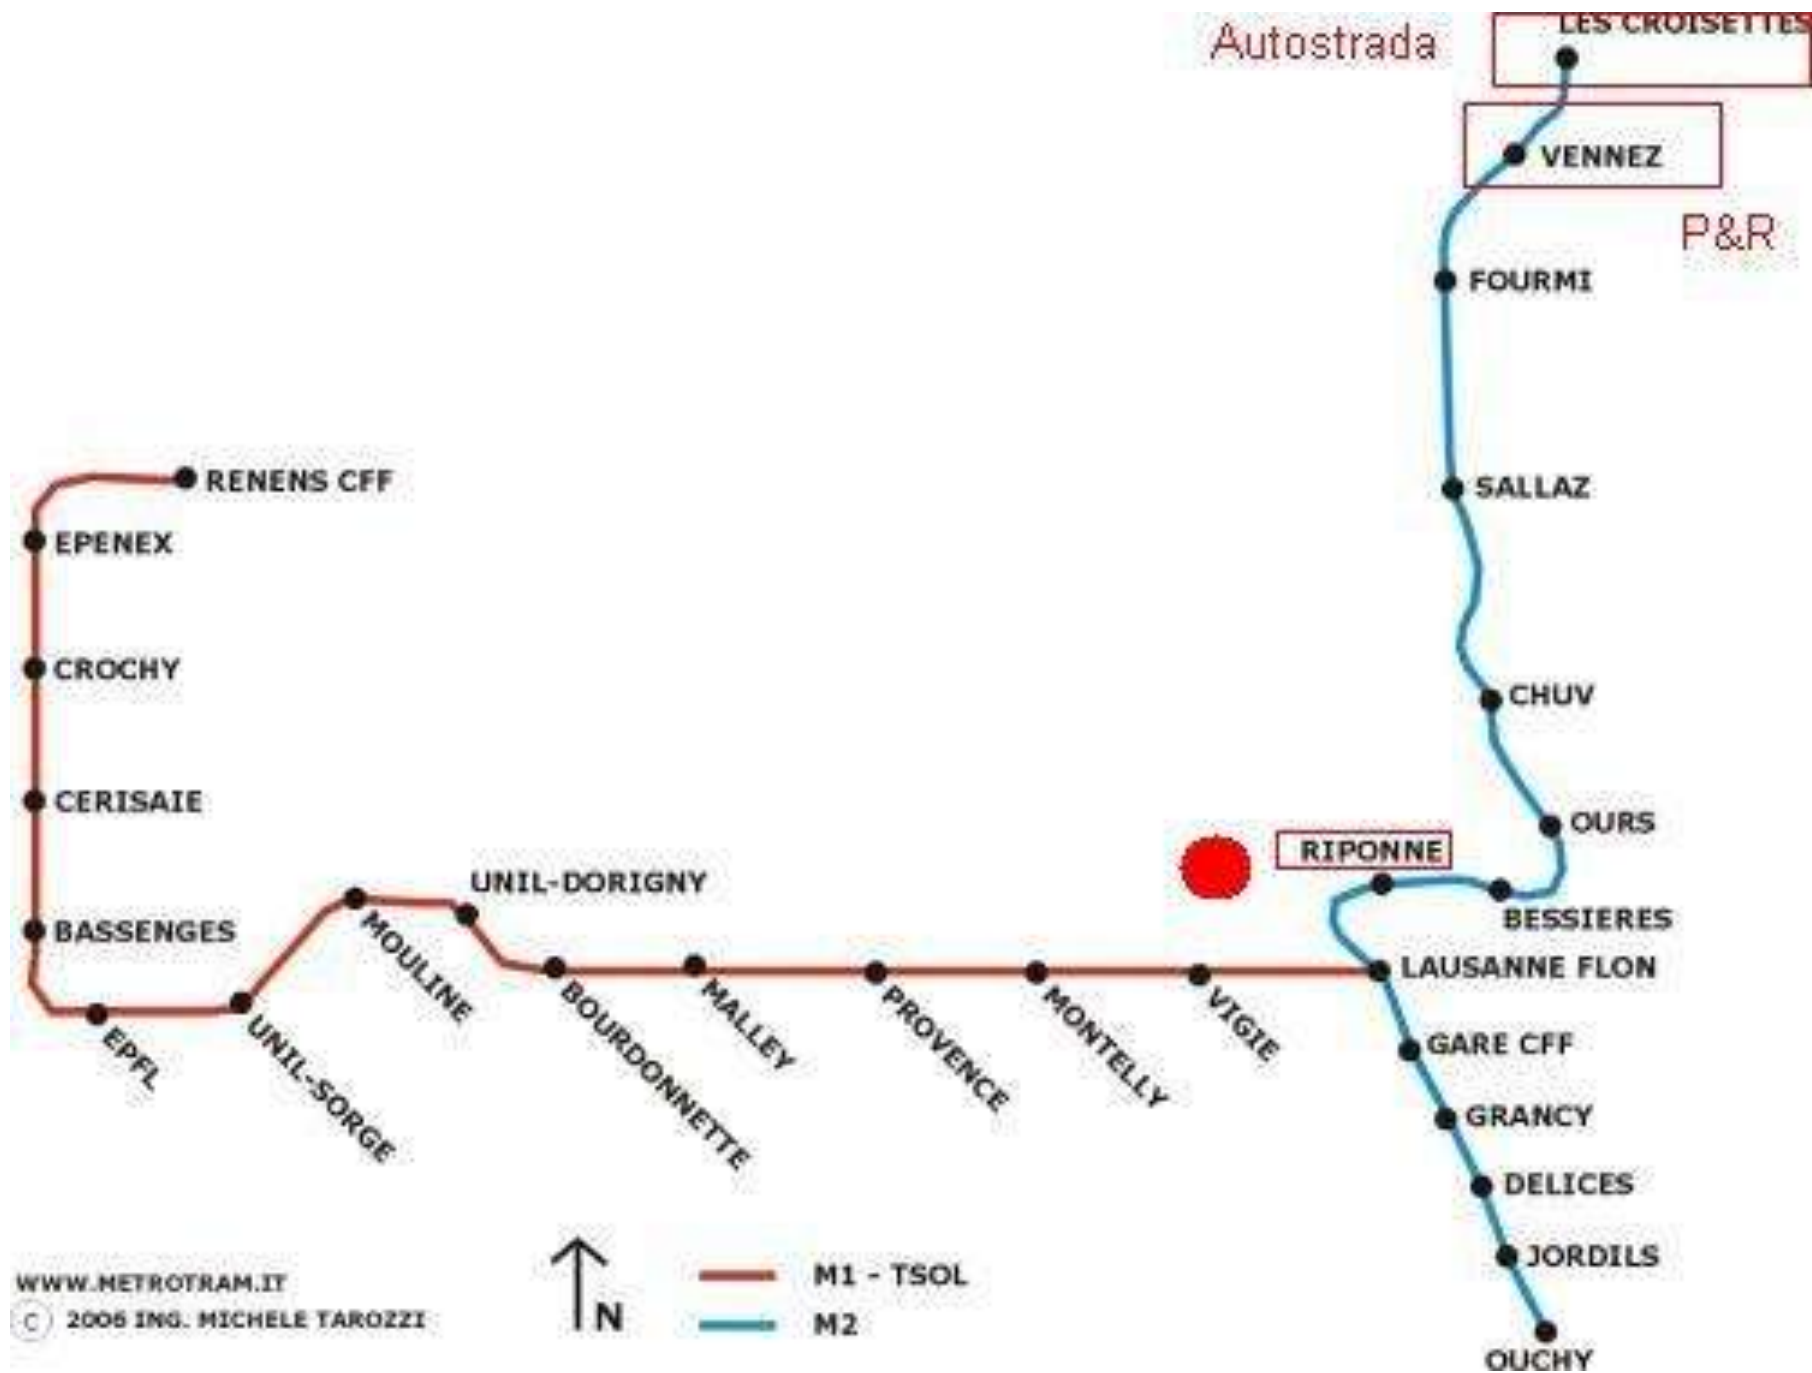 LES CROISETTES
Autostrada
VENNEZ
P&R
FOURMI
RENENS CFF
SALLAZ
EPENEX
CROCHY
CHUV
CERISAIE
OURS
RIPONNE
UNIL-DORIGNY
BESSIERES
BASSENGES
MOULINE
LAUSANNE FLON
EPFL
UNIL-SORGE
BOURDONNETTE
MALLEY
PROVENCE
MONTELLY
VIGIE
GARE CFF
GRANCY
DELICES
JORDILS
OUCHY
WWW.METROTRAM.IT
© 2006 ING. MICHELE TAROZZI
N
M1 - TSOL
M2